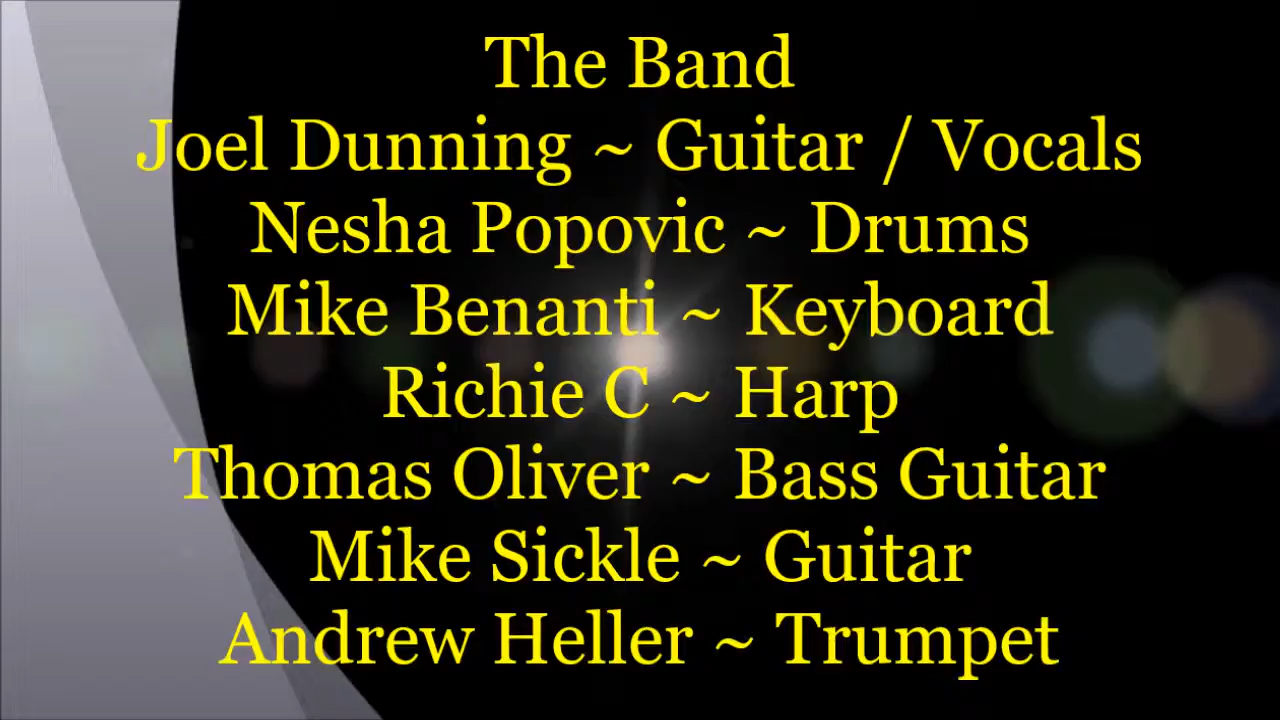 The Band
Joel Dunning ~ Guitar / Vocals
Nesha Popovic ~ Drums
Mike Benanti ~ Keyboard
Richie C ~ Harp
Thomas Oliver ~ Bass Guitar
Mike Sickle ~ Guitar
Andrew Heller ~ Trumpet